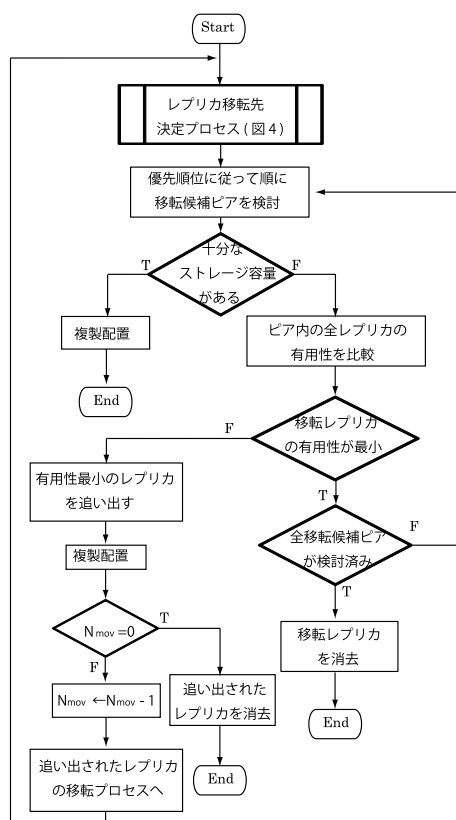 Start
レプリカ移転先
決定プロセス(図4)
優先順位に従って順に
移転候補ピアを検討
十分な
ストレージ容量
がある
T
F
複製配置
End
ピア内の全レプリカの
有用性を比較
移転レプリカ
の有用性が最小
F
T
有用性最小のレプリカ
を追い出す
複製配置
全移転候補ピア
が検討済み
F
T
Nmov=0
T
F
移転レプリカ
を消去
End
Nmov ←Nmov - 1
追い出された
レプリカを消去
End
追い出されたレプリカ
の移転プロセスへ